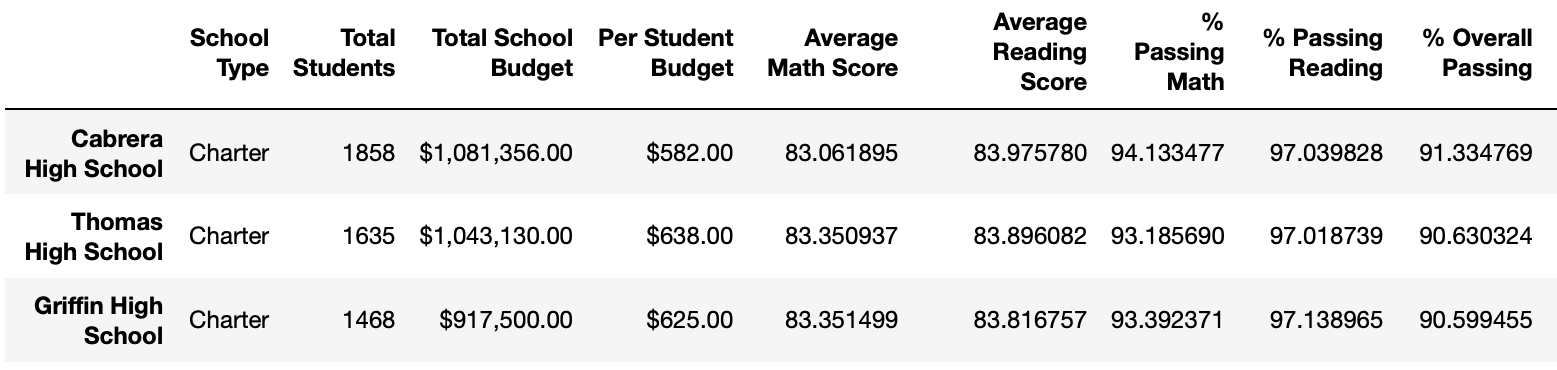 School Type Total Students Total School Budget Per Student Budget Average Math Score Average Reading Score % Passing Math % Passing Reading % Overall Passing
Cabrera High School Charter 1858 $1,081,356.00 $582.00 83.061895 83.975780 94.133477 97.039828 91.334769
Thomas High School Charter 1635 $1,043,130.00 $638.00 83.350937 83.896082 93.185690 97.018739 90.630324
Griffin High School Charter 1468 $917,500.00 $625.00 83.351499 83.816757 93.392371 97.138965 90.599455